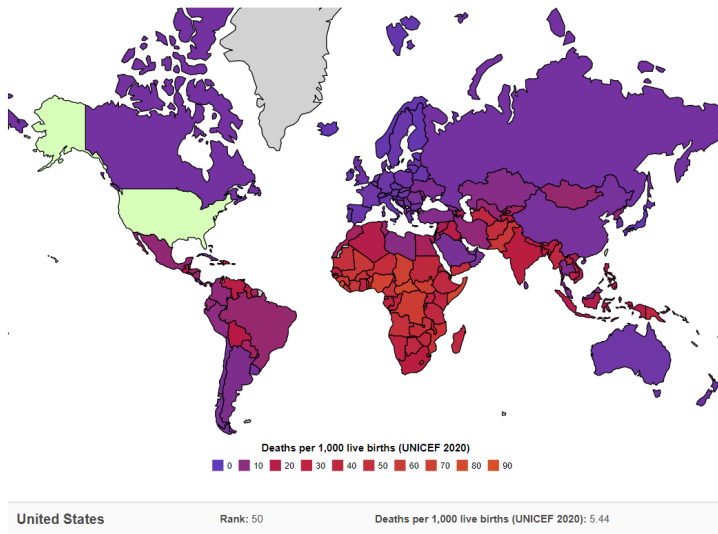 Deaths per 1,000 live births (UNICEF 2020)
0 10 20 30 40 50 60 70 80 90
United States Rank: 50 Deaths per 1,000 live births (UNICEF 2020): 5.44